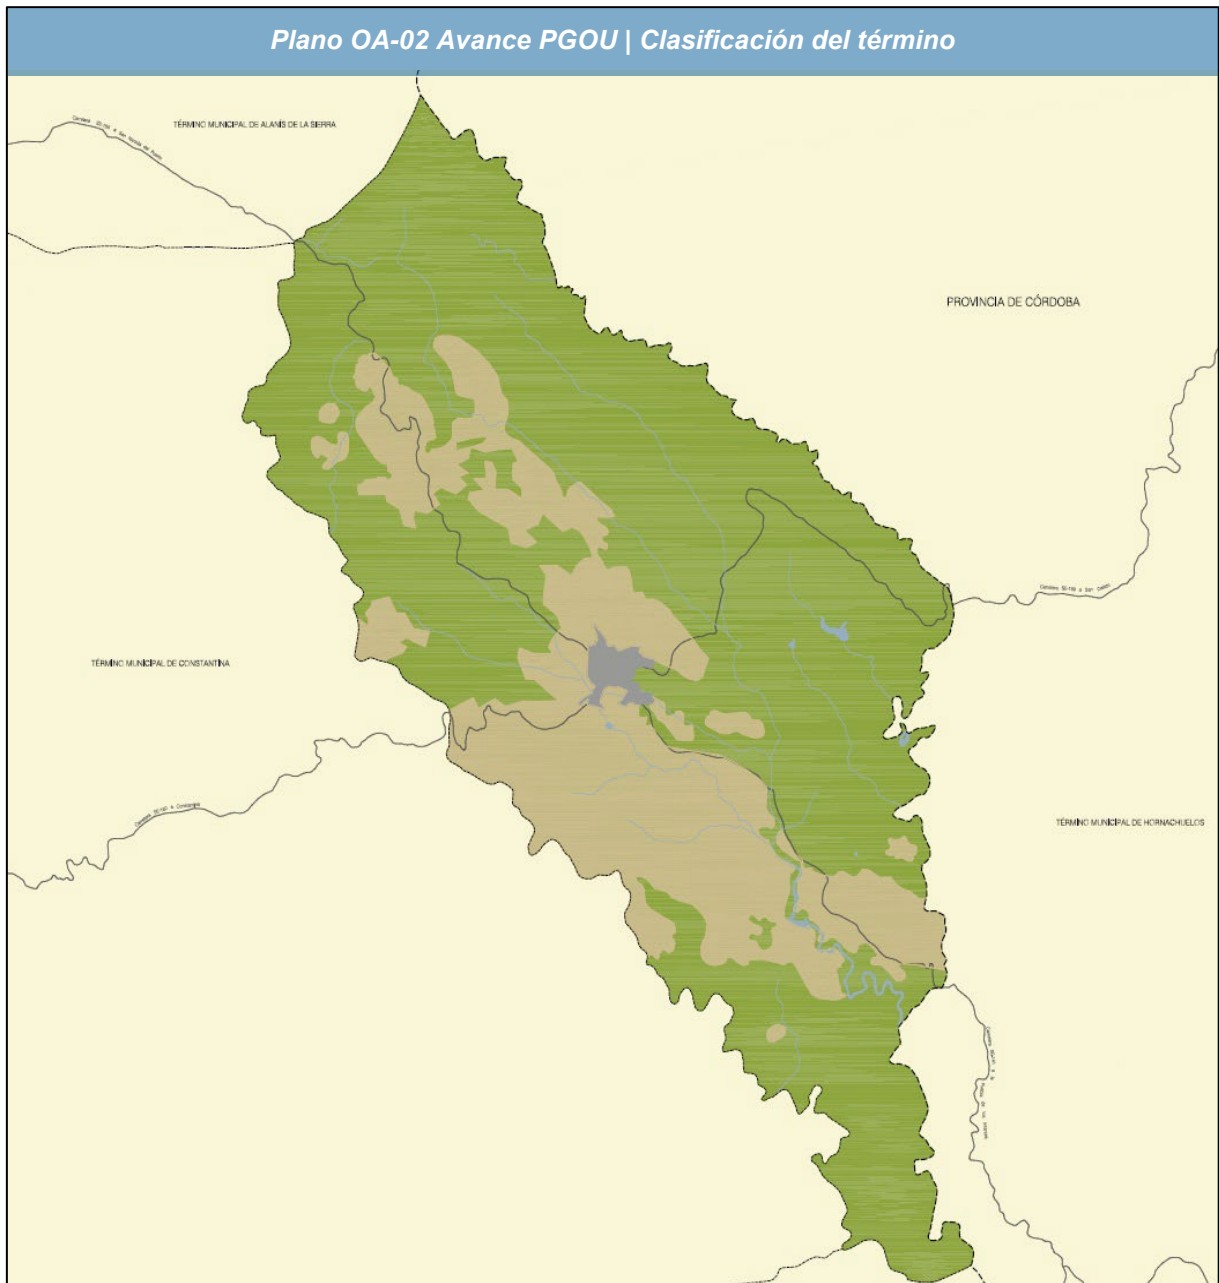 Plano OA-02 Avance PGOU | Clasificación del término
TÉRMINO MUNICIPAL DE ALANÍS DE LA SIERRA
PROVINCIA DE CÓRDOBA
TÉRMINO MUNICIPAL DE CONSTANTINA
TÉRMINO MUNICIPAL DE HORNACHUELOS